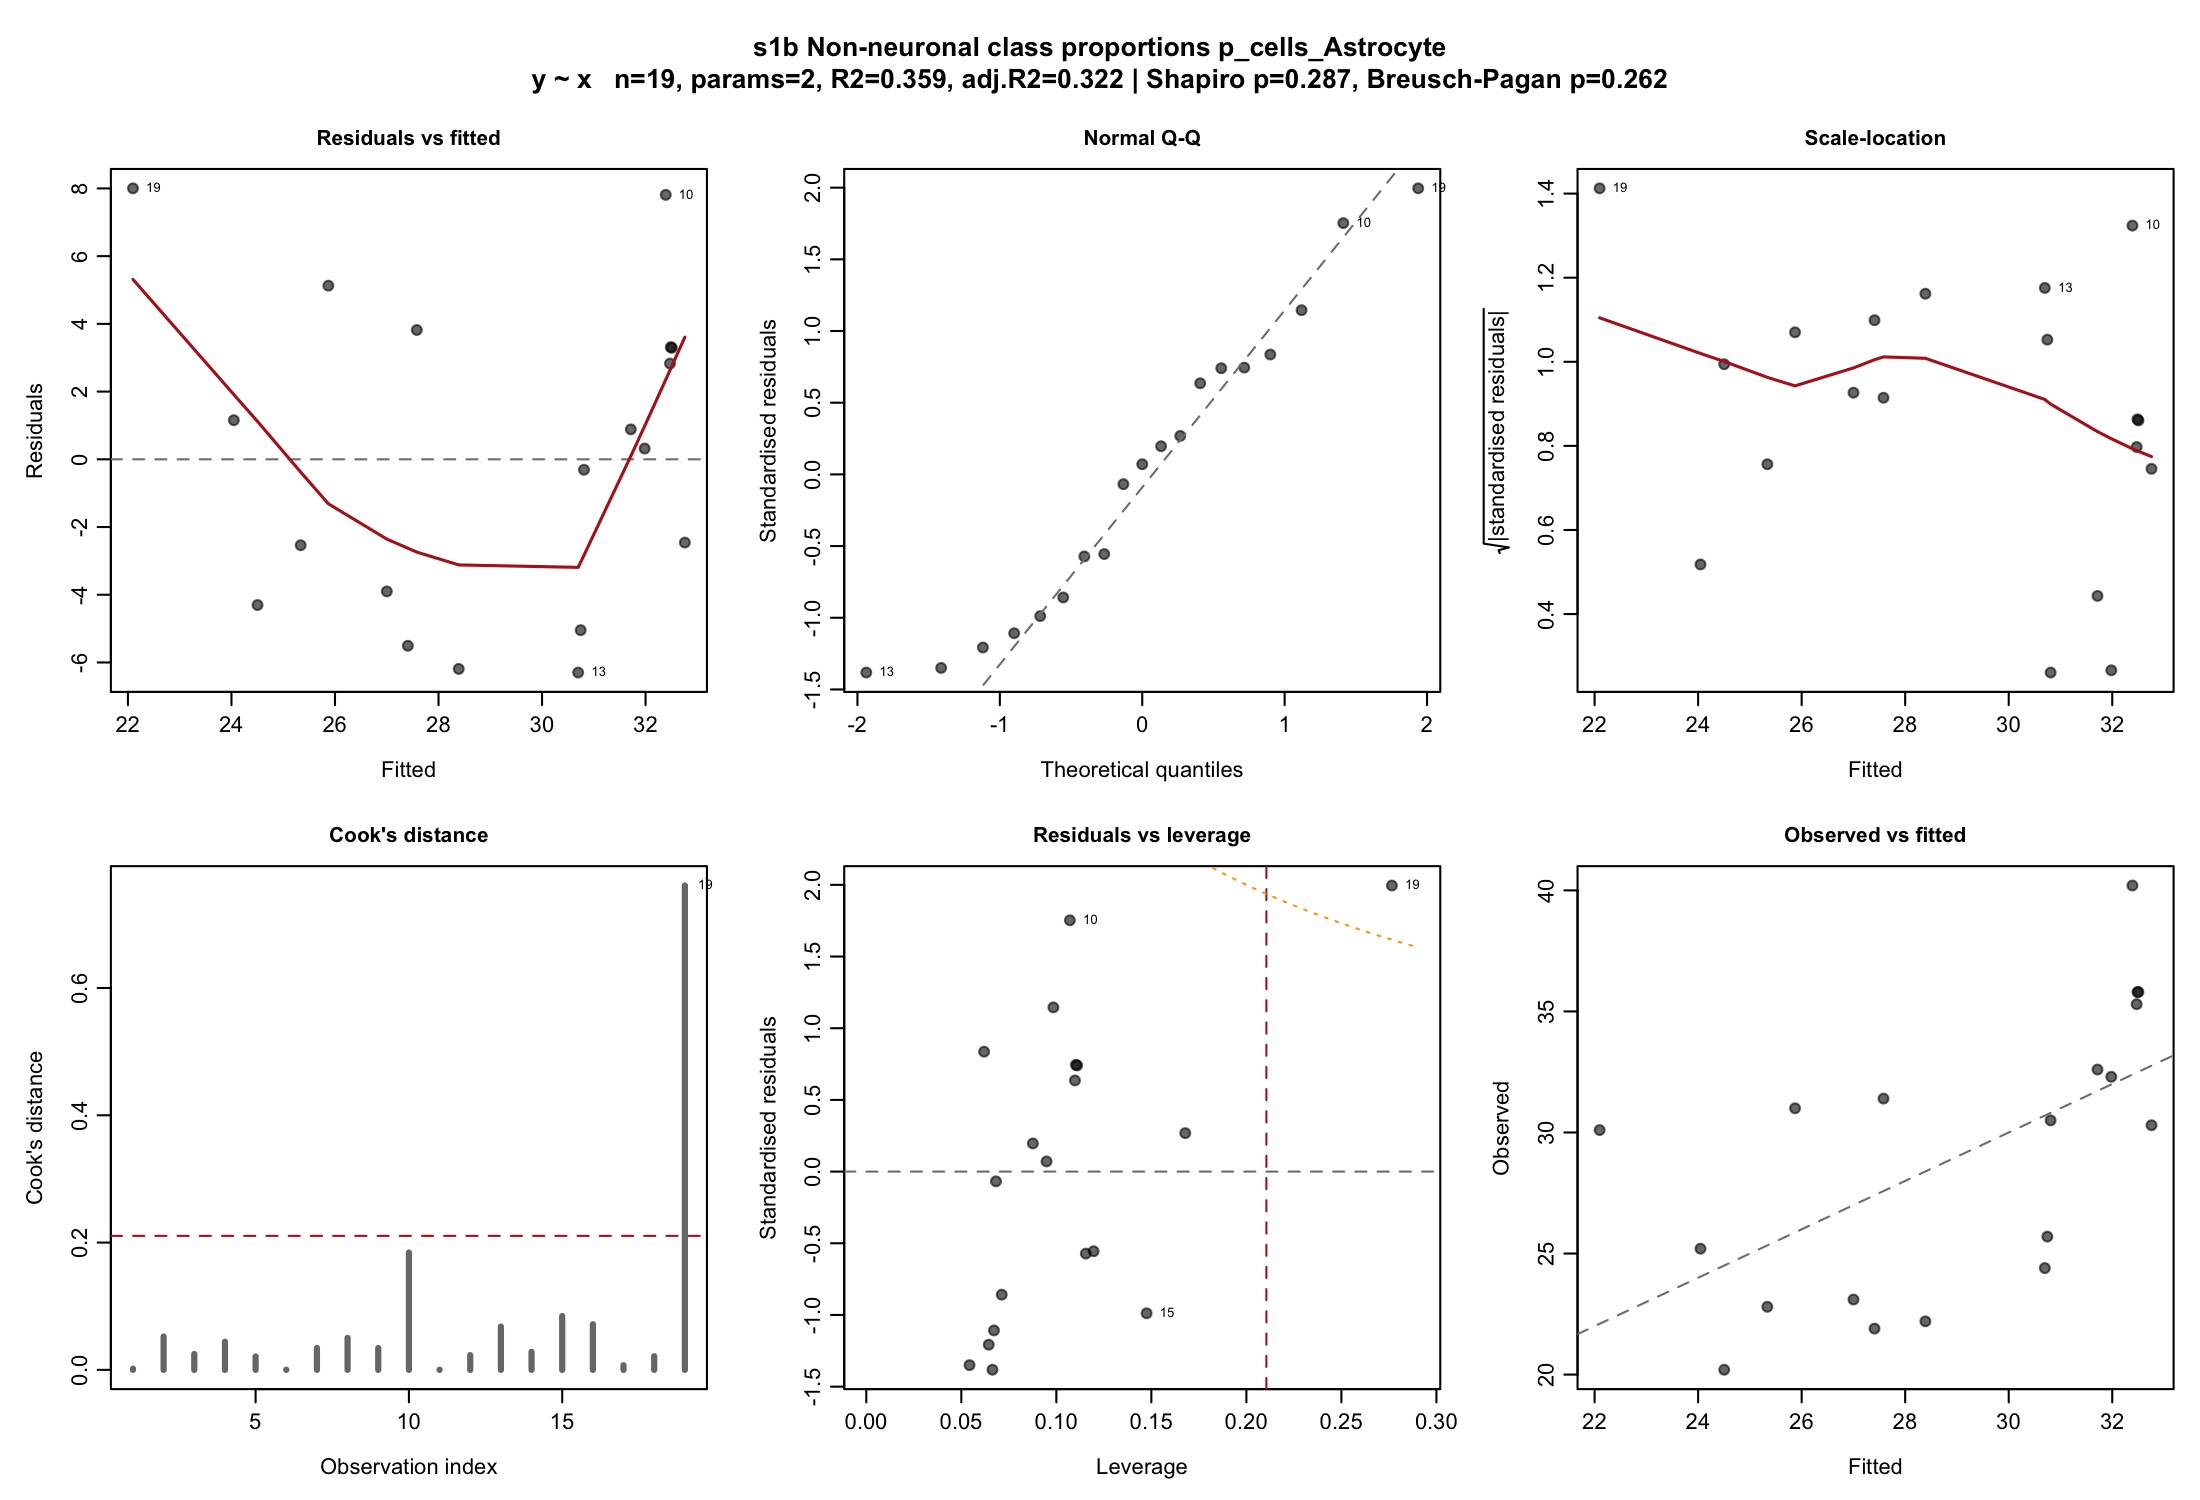 s1b Non-neuronal class proportions p_cells_Astrocyte
y ~ x   n=19, params=2, R2=0.359, adj.R2=0.322 | Shapiro p=0.287, Breusch-Pagan p=0.262
Residuals vs fitted
Residuals
8
6
4
2
0
-2
-4
-6
19
10
13
22 24 26 28 30 32
Fitted
Normal Q-Q
Standardised residuals
2.0
1.5
1.0
0.5
0.0
-0.5
-1.0
-1.5
19
10
13
-2 -1 0 1 2
Theoretical quantiles
Scale-location
√|standardised residuals|
1.4
1.2
1.0
0.8
0.6
0.4
19
10
13
22 24 26 28 30 32
Fitted
Cook's distance
Cook's distance
0.6
0.4
0.2
0.0
19
5 10 15
Observation index
Residuals vs leverage
Standardised residuals
2.0
1.5
1.0
0.5
0.0
-0.5
-1.0
-1.5
19
10
15
0.00 0.05 0.10 0.15 0.20 0.25 0.30
Leverage
Observed vs fitted
Observed
40
35
30
25
20
22 24 26 28 30 32
Fitted